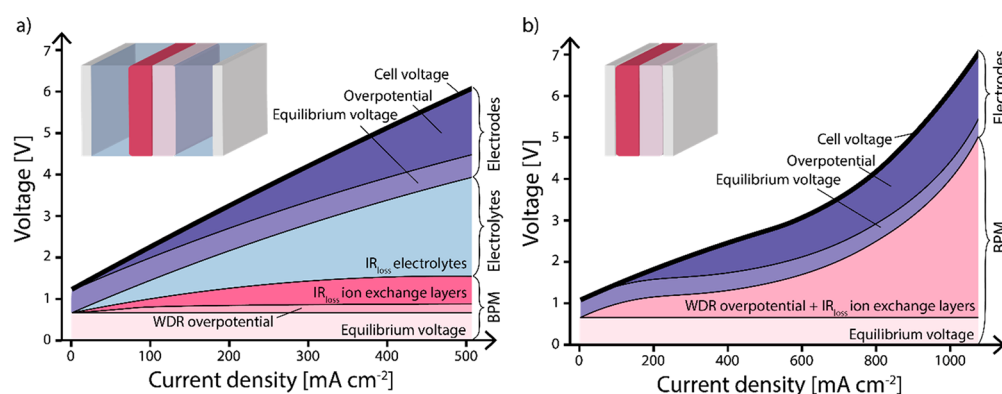 a)
7
6
5
4
3
2
1
0
Voltage [V]
Cell voltage
Overpotential
Equilibrium voltage
IRloss electrolytes
IRloss ion exchange layers
WDR overpotential
Equilibrium voltage
Electrodes
Electrolytes
BPM
0 100 200 300 400 500
Current density [mA cm-2]
b)
7
6
5
4
3
2
1
0
Voltage [V]
Cell voltage
Overpotential
Equilibrium voltage
WDR overpotential + IRloss ion exchange layers
Equilibrium voltage
Electrodes
BPM
0 200 400 600 800 1000
Current density [mA cm-2]